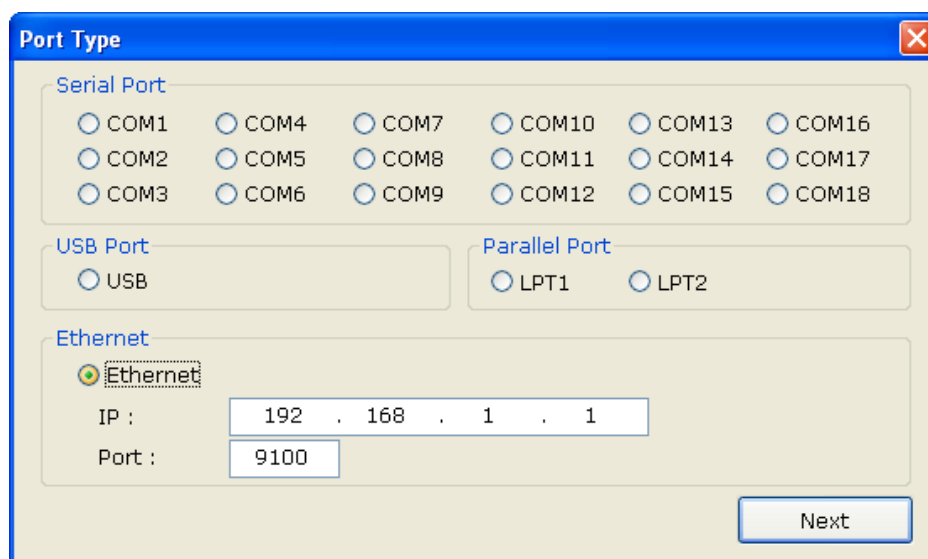 Port Type
Serial Port
COM1 COM4 COM7 COM10 COM13 COM16
COM2 COM5 COM8 COM11 COM14 COM17
COM3 COM6 COM9 COM12 COM15 COM18
USB Port Parallel Port
USB LPT1 LPT2
Ethernet
Ethernet
IP : 192 . 168 . 1 . 1
Port : 9100
Next